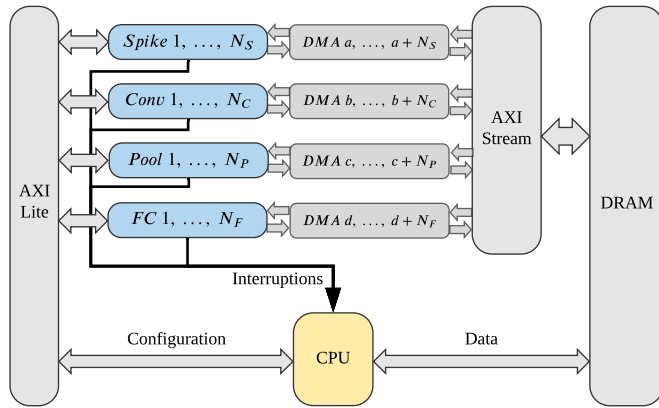 Spike 1, ..., N_S
DMA a, ..., a + N_S
Conv 1, ..., N_C
DMA b, ..., b + N_C
AXI
Stream
Pool 1, ..., N_P
DMA c, ..., c + N_P
AXI
Lite
DRAM
FC 1, ..., N_F
DMA d, ..., d + N_F
Interruptions
Configuration
CPU
Data